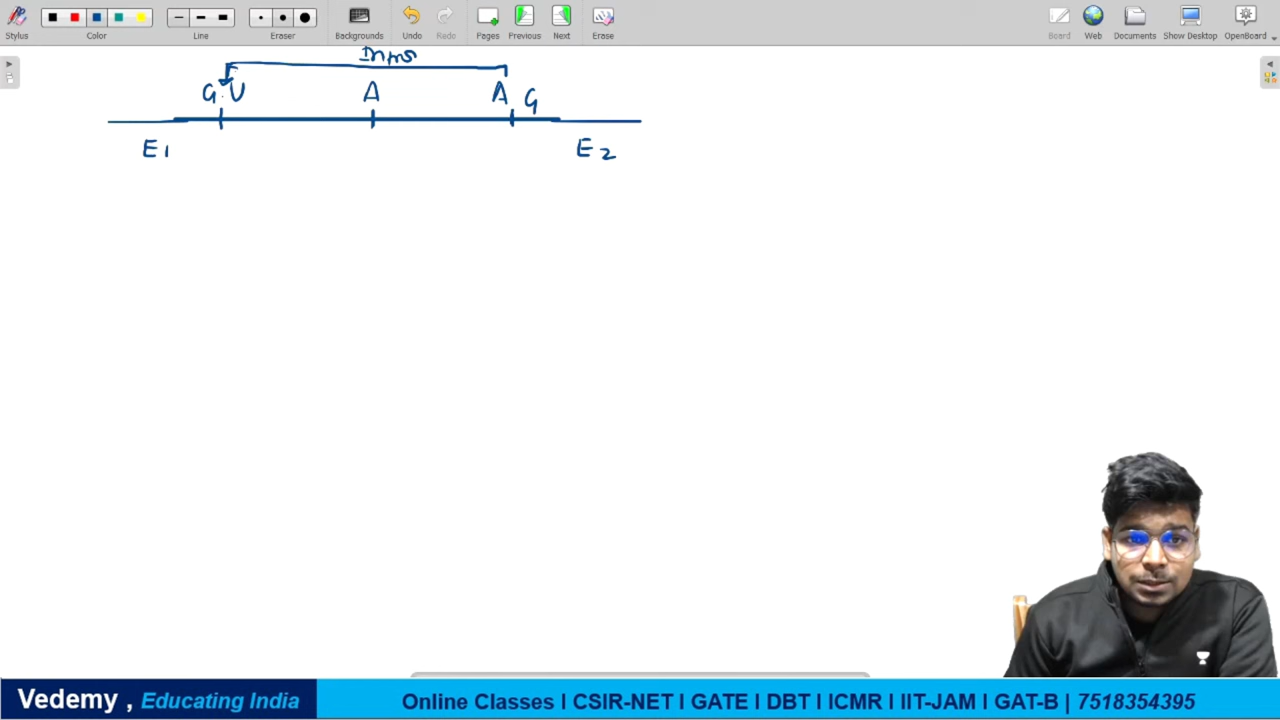 Color
Line
Eraser
Stylus Backgrounds Undo Redo Pages Previous Next Erase Board Web Documents Show Desktop OpenBoard
G U A A G
E1 E2
Vedemy , Educating India
Online Classes I CSIR-NET I GATE I DBT I ICMR I IIT-JAM I GAT-B | 7518354395